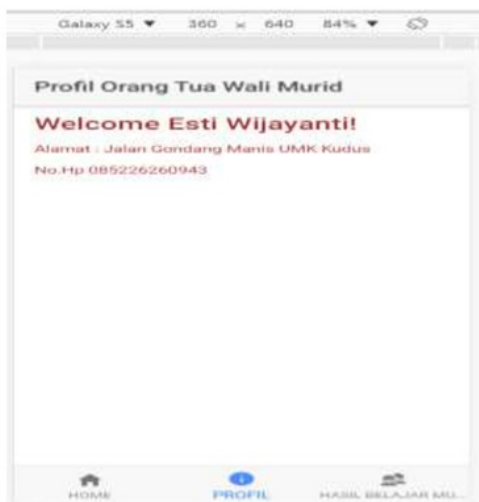 Galaxy S5 ▼ 360 × 640 84% ▼
Profil Orang Tua Wali Murid
Welcome Esti Wijayanti!
Alamat : Jalan Gondang Manis UMK Kudus
No.Hp 085226260943
HOME PROFIL HASIL BELAJAR MU...